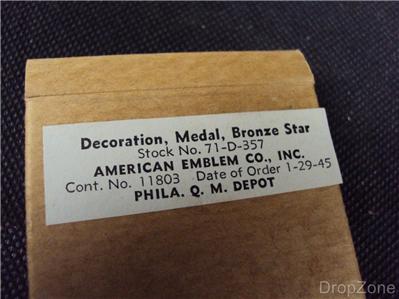 Decoration, Medal, Bronze Star
Stock No. 71-D-357
AMERICAN EMBLEM CO., INC.
Cont. No. 11803 Date of Order 1-29-45
PHILA. Q. M. DEPOT
DropZone